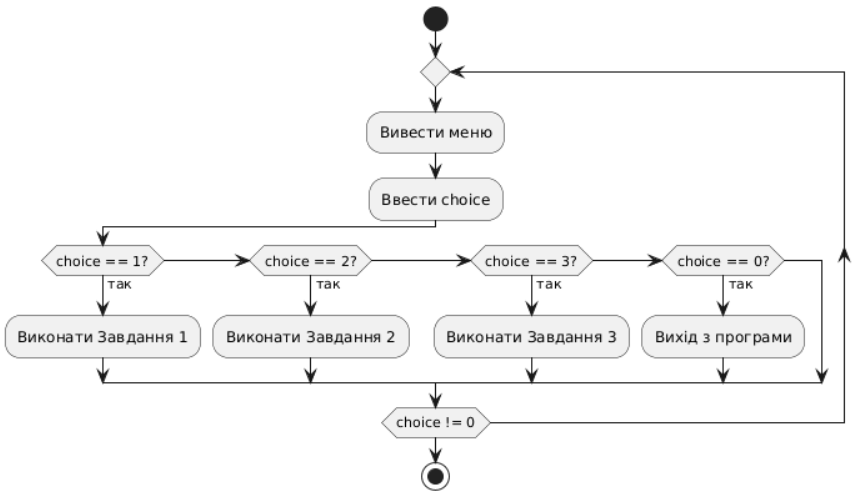 Вивести меню
Ввести choice
choice == 1?
choice == 2?
choice == 3?
choice == 0?
так
так
так
так
Виконати Завдання 1
Виконати Завдання 2
Виконати Завдання 3
Вихід з програми
choice != 0